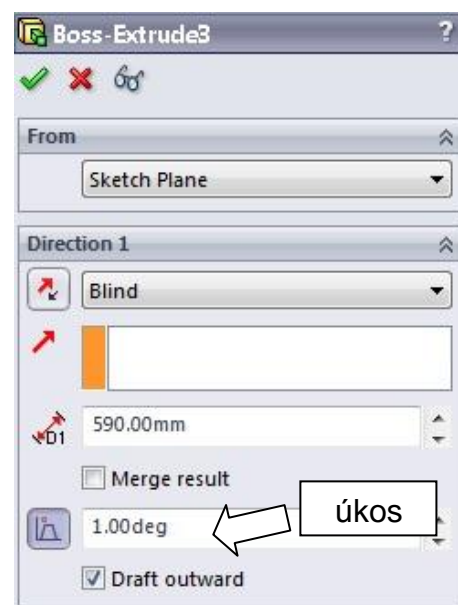 Boss-Extrude3 ?
From
Sketch Plane
Direction 1
Blind
D1 590.00mm
Merge result
1.00deg
úkos
Draft outward